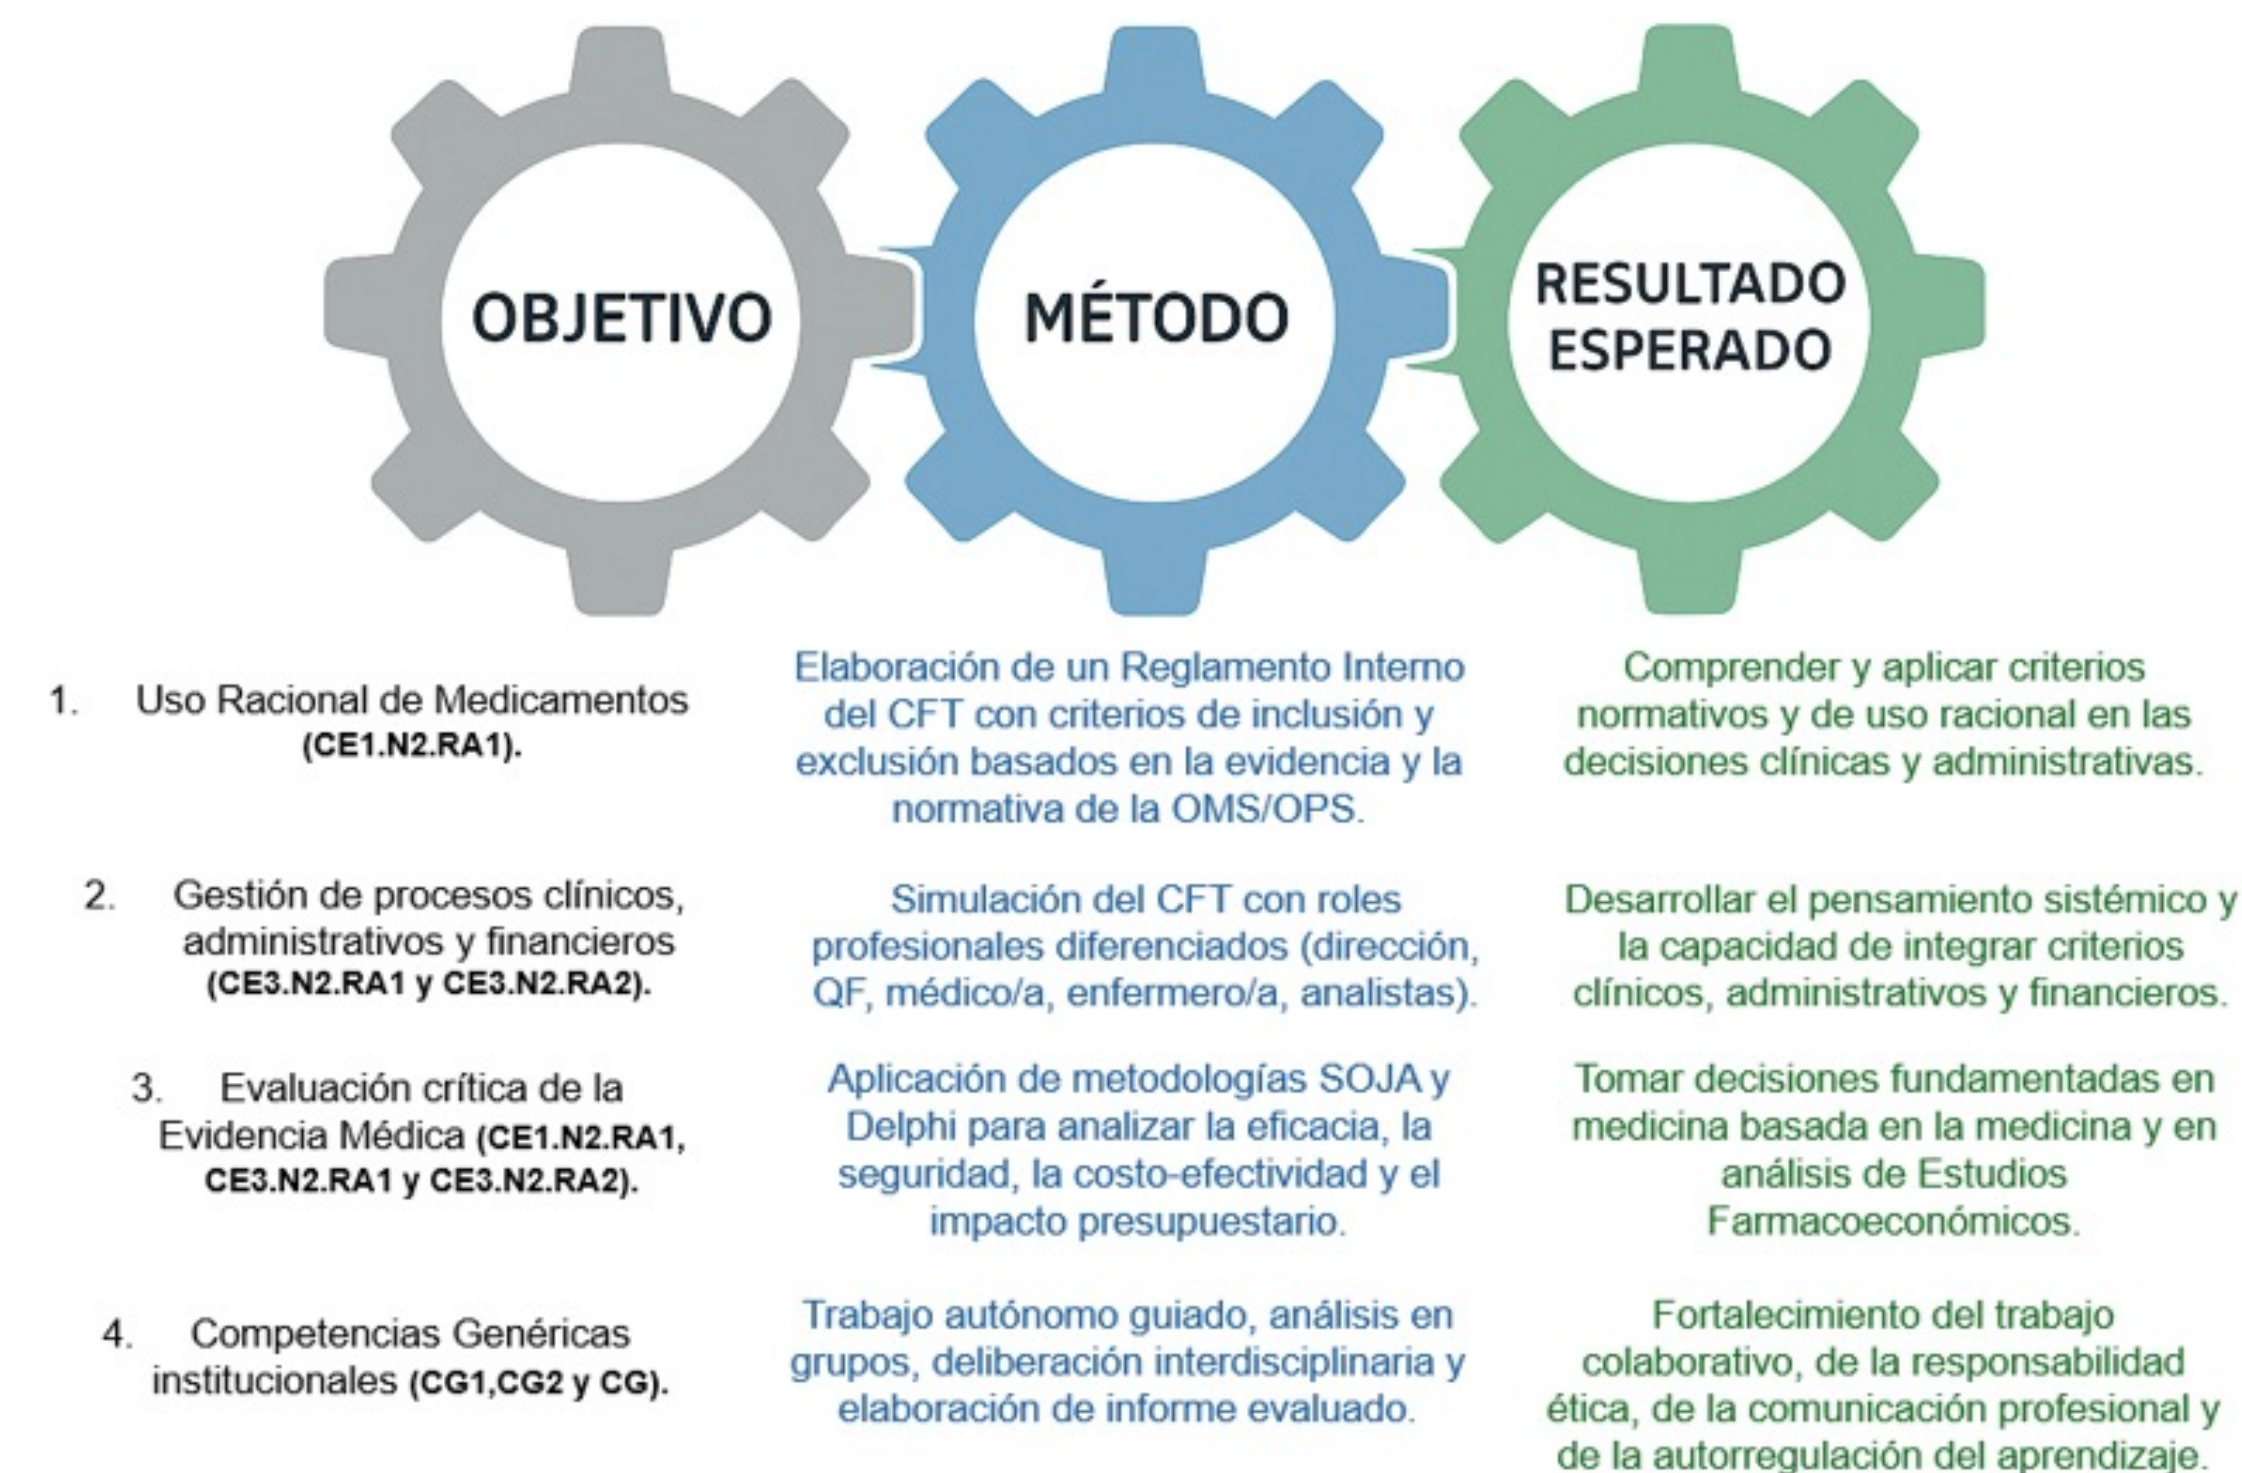 OBJETIVO
MÉTODO
RESULTADO
ESPERADO
1. Uso Racional de Medicamentos
(CE1.N2.RA1).
Elaboración de un Reglamento Interno
del CFT con criterios de inclusión y
exclusión basados en la evidencia y la
normativa de la OMS/OPS.
Comprender y aplicar criterios
normativos y de uso racional en las
decisiones clínicas y administrativas.
2. Gestión de procesos clínicos,
administrativos y financieros
(CE3.N2.RA1 y CE3.N2.RA2).
Simulación del CFT con roles
profesionales diferenciados (dirección,
QF, médico/a, enfermero/a, analistas).
Desarrollar el pensamiento sistémico y
la capacidad de integrar criterios
clínicos, administrativos y financieros.
3. Evaluación crítica de la
Evidencia Médica (CE1.N2.RA1,
CE3.N2.RA1 y CE3.N2.RA2).
Aplicación de metodologías SOJA y
Delphi para analizar la eficacia, la
seguridad, la costo-efectividad y el
impacto presupuestario.
Tomar decisiones fundamentadas en
medicina basada en la medicina y en
análisis de Estudios
Farmacoeconómicos.
4. Competencias Genéricas
institucionales (CG1,CG2 y CG).
Trabajo autónomo guiado, análisis en
grupos, deliberación interdisciplinaria y
elaboración de informe evaluado.
Fortalecimiento del trabajo
colaborativo, de la responsabilidad
ética, de la comunicación profesional y
de la autorregulación del aprendizaje.